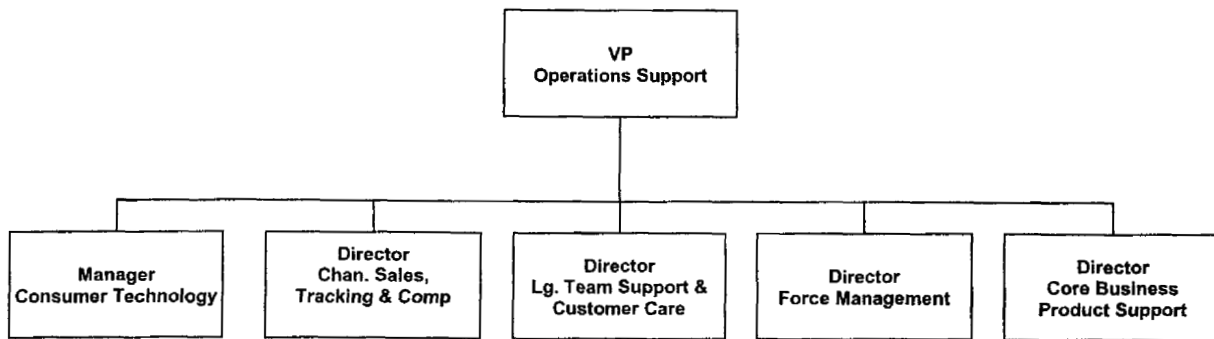 VP
Operations Support
Manager
Consumer Technology
Director
Chan. Sales,
Tracking & Comp
Director
Lg. Team Support &
Customer Care
Director
Force Management
Director
Core Business
Product Support